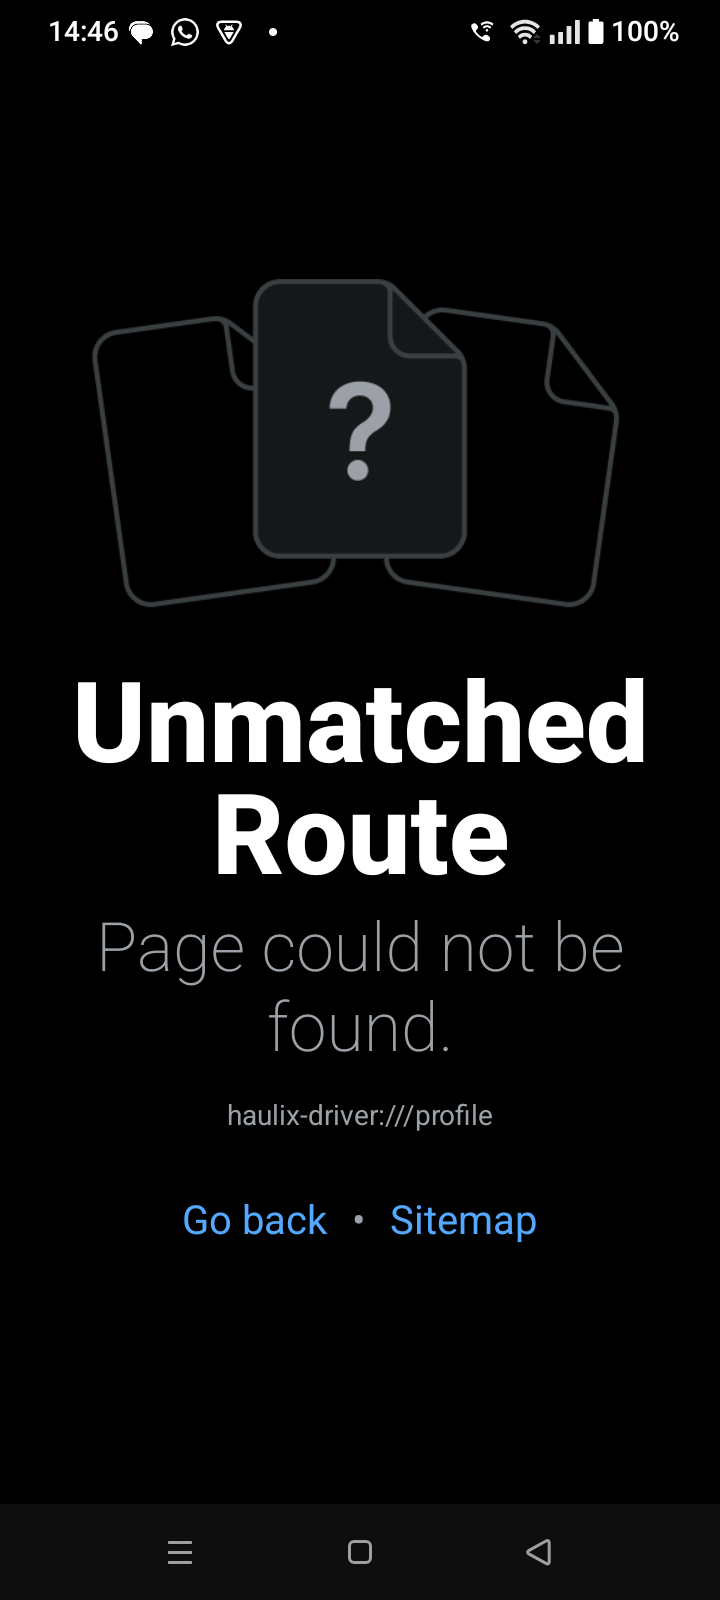 14:46 100%
?
Unmatched
Route
Page could not be
found.
haulix-driver:///profile
Go back • Sitemap